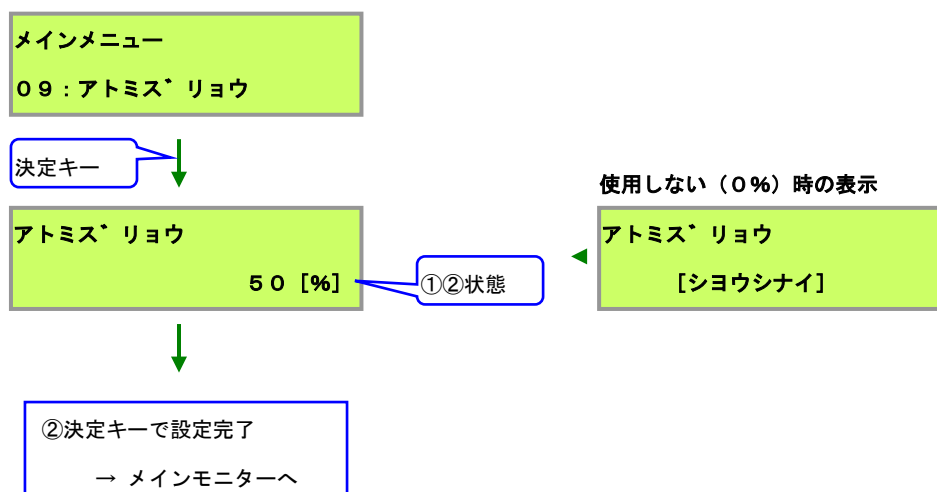 メインメニュー
０９：アトミズ゛リョウ
決定キー
使用しない（０％）時の表示
アトミズ゛リョウ
５０［％］
①②状態
アトミズ゛リョウ
［シヨウシナイ］
②決定キーで設定完了
→ メインモニターへ